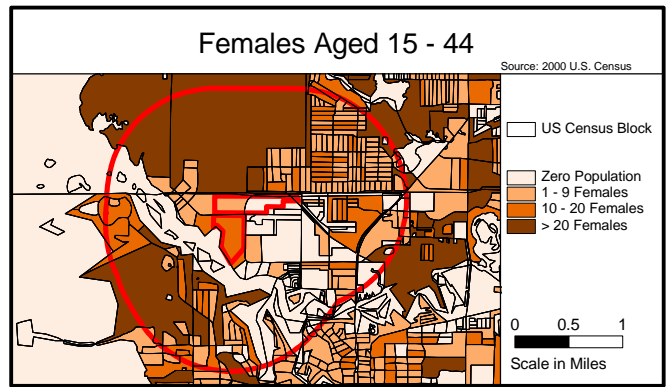 Females Aged 15 - 44
Source: 2000 U.S. Census
US Census Block
Zero Population
1 - 9 Females
10 - 20 Females
> 20 Females
0 0.5 1
Scale in Miles